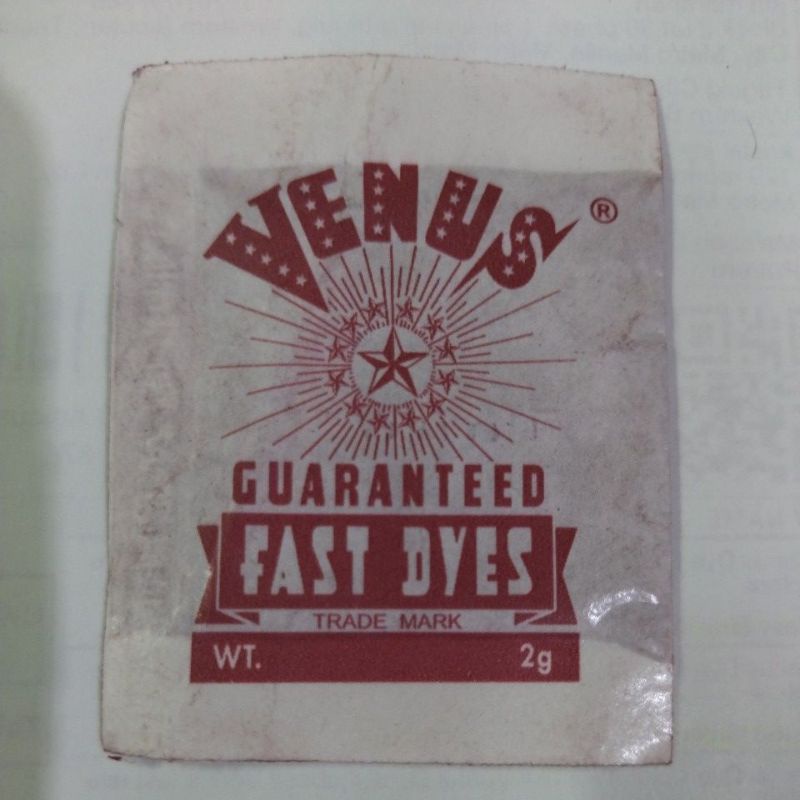 VENUS ®
GUARANTEED
FAST DYES
TRADE MARK
WT. 2g